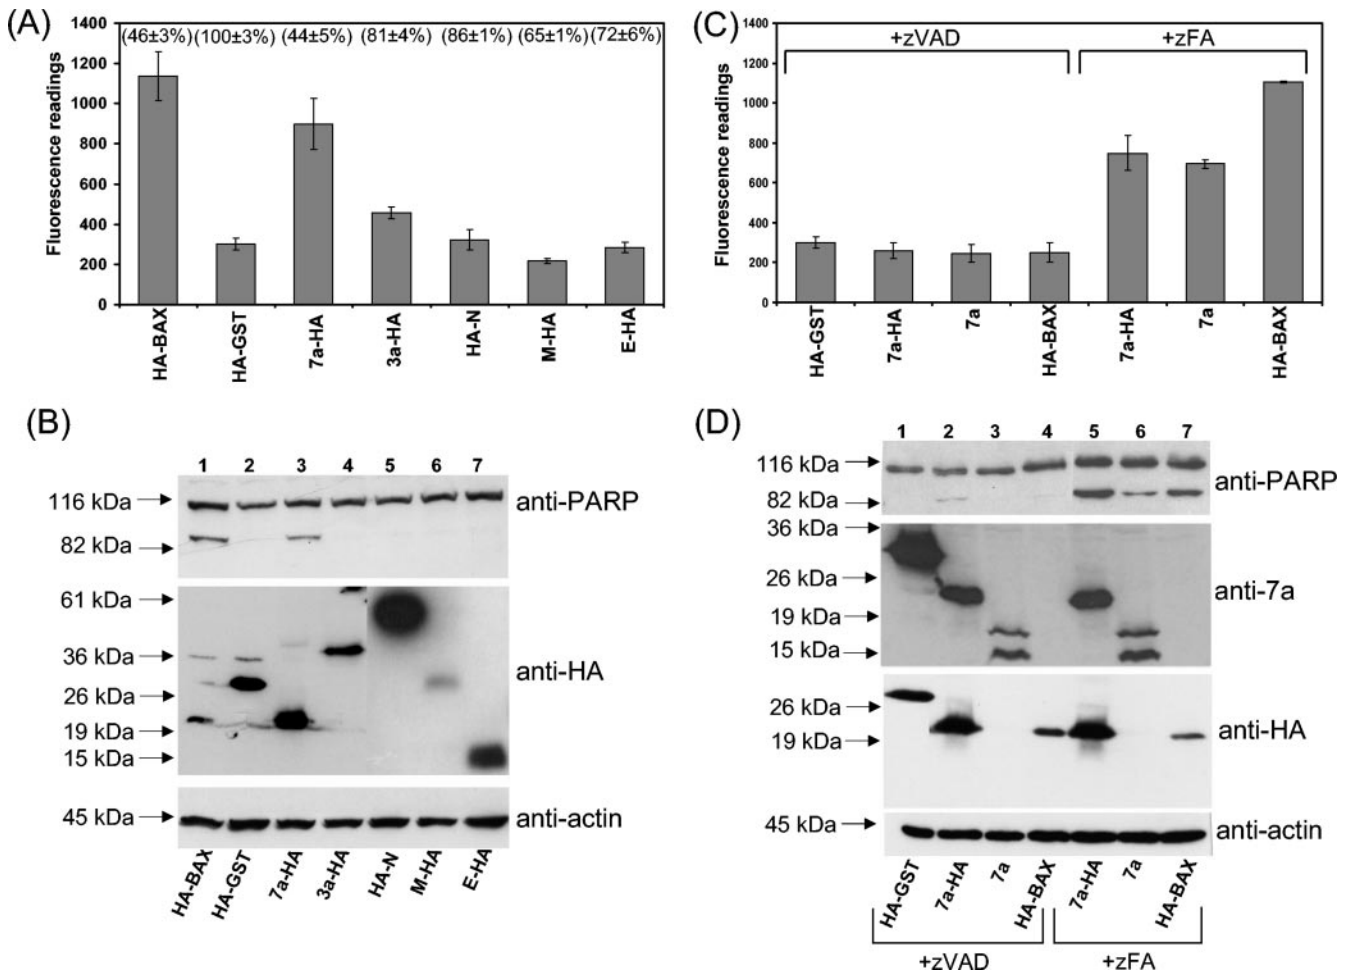 (A)
Fluorescence readings
1400
1200
1000
800
600
400
200
0
(46±3%) (100±3%) (44±5%) (81±4%) (86±1%) (65±1%) (72±6%)
HA-BAX
HA-GST
7a-HA
3a-HA
HA-N
M-HA
E-HA
(B)
1 2 3 4 5 6 7
116 kDa
82 kDa
anti-PARP
61 kDa
36 kDa
26 kDa
19 kDa
15 kDa
anti-HA
45 kDa
anti-actin
HA-BAX
HA-GST
7a-HA
3a-HA
HA-N
M-HA
E-HA
(C)
Fluorescence readings
1400
1200
1000
800
600
400
200
0
+zVAD +zFA
HA-GST
7a-HA
7a
HA-BAX
7a-HA
7a
HA-BAX
(D)
1 2 3 4 5 6 7
116 kDa
82 kDa
anti-PARP
36 kDa
26 kDa
19 kDa
15 kDa
anti-7a
26 kDa
19 kDa
anti-HA
45 kDa
anti-actin
HA-GST
7a-HA
7a
HA-BAX
7a-HA
7a
HA-BAX
+zVAD +zFA